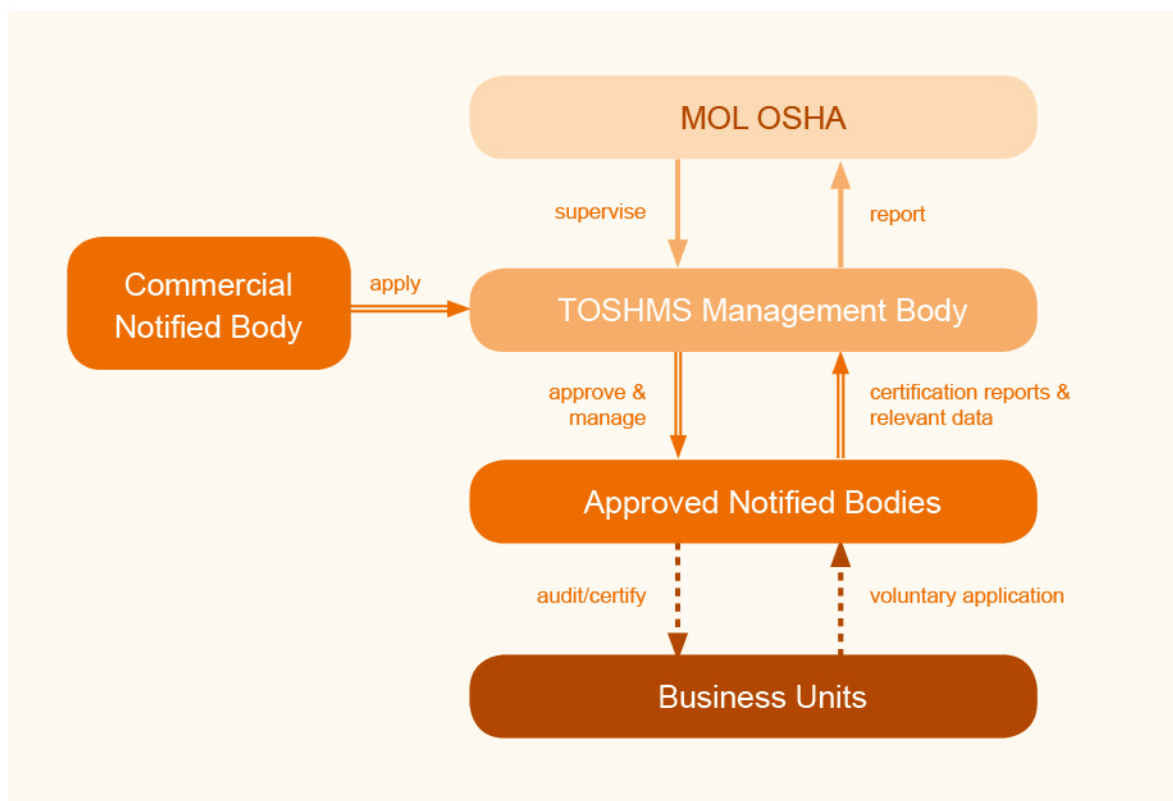 MOL OSHA
supervise
report
Commercial
Notified Body
apply
TOSHMS Management Body
approve &
manage
certification reports &
relevant data
Approved Notified Bodies
audit/certify
voluntary application
Business Units